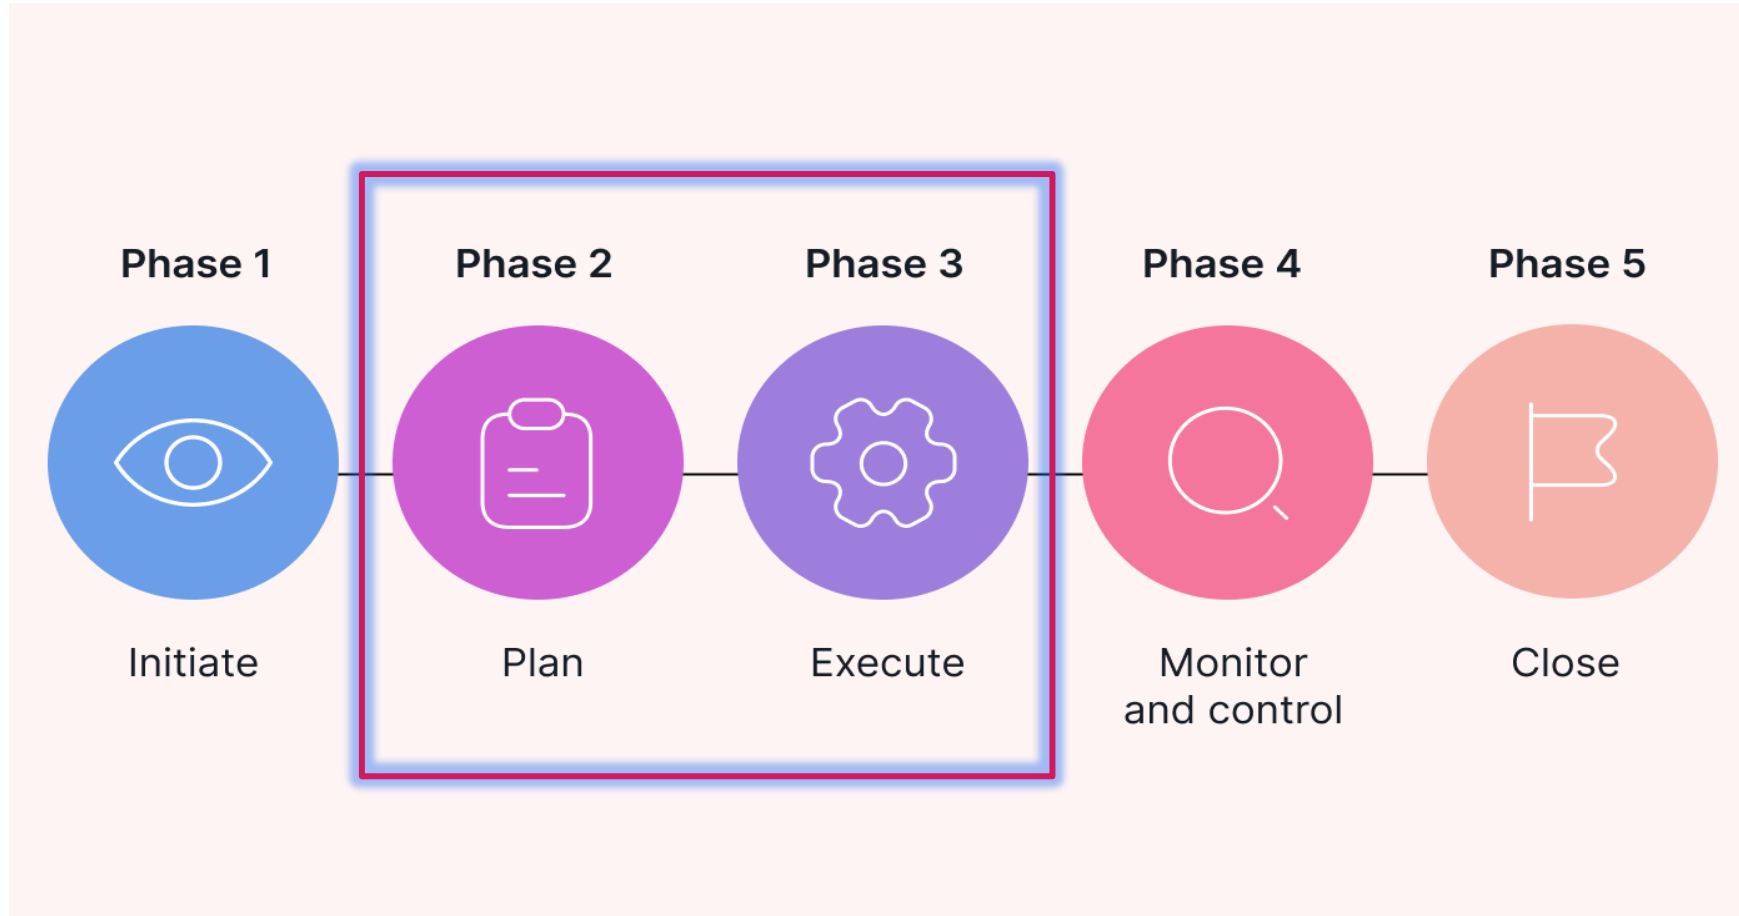 Phase 1
Phase 2
Phase 3
Phase 4
Phase 5
Initiate
Plan
Execute
Monitor
and control
Close